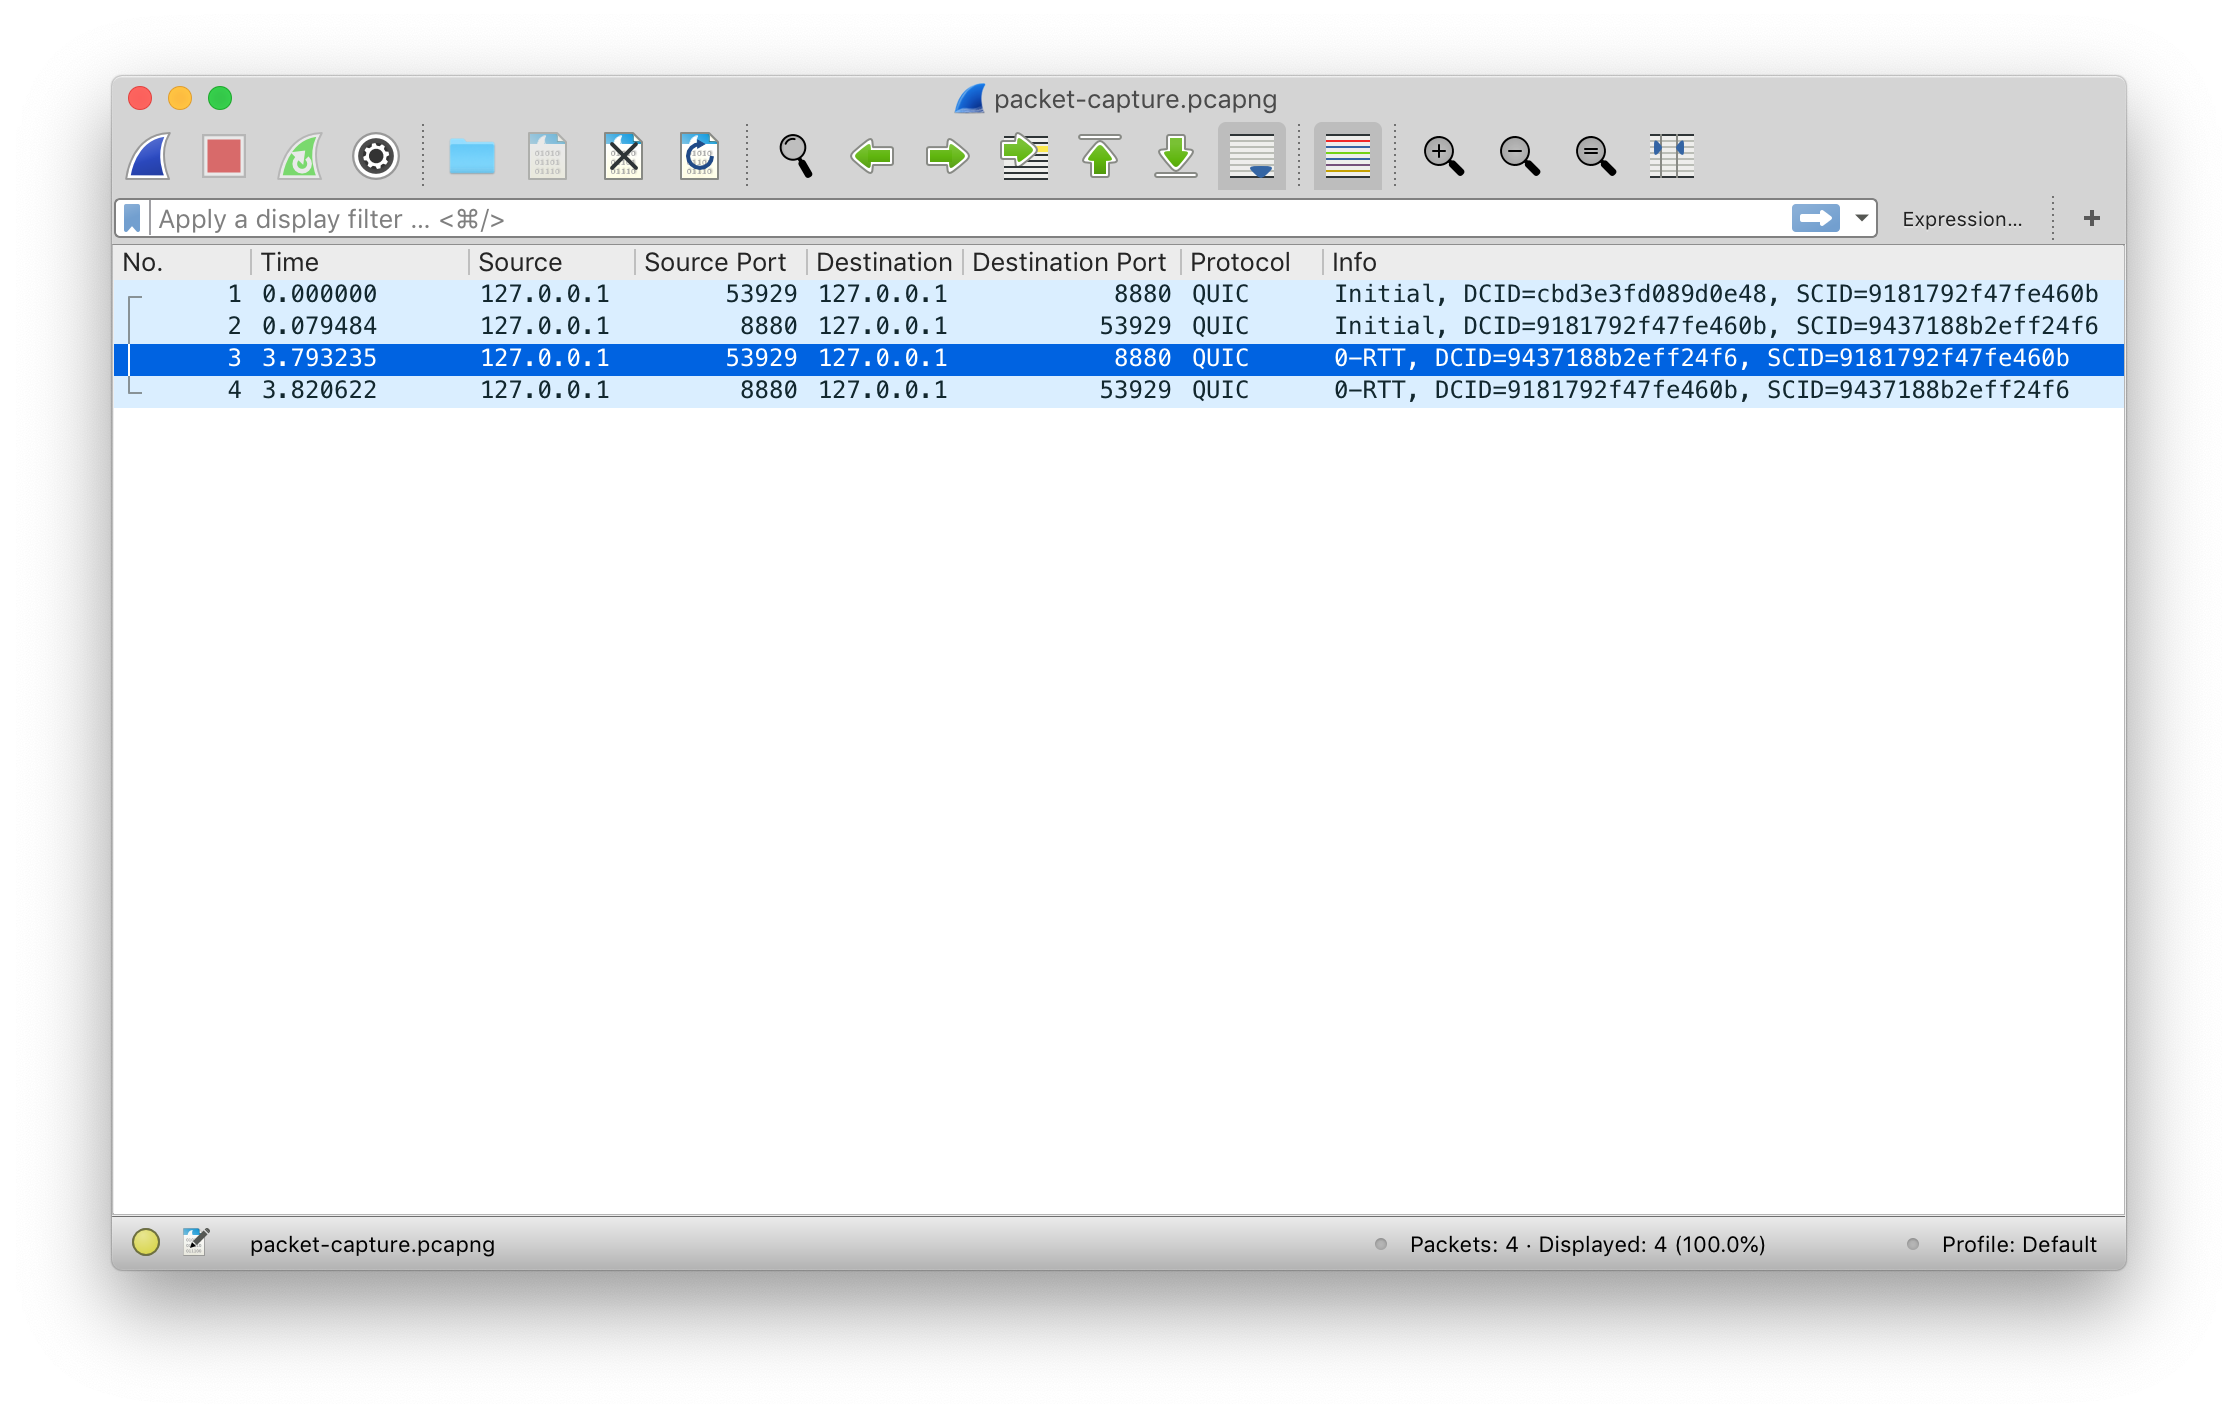 packet-capture.pcapng
Apply a display filter ... <⌘/>
Expression...
+
No. Time Source Source Port Destination Destination Port Protocol Info
1 0.000000 127.0.0.1 53929 127.0.0.1 8880 QUIC Initial, DCID=cbd3e3fd089d0e48, SCID=9181792f47fe460b
2 0.079484 127.0.0.1 8880 127.0.0.1 53929 QUIC Initial, DCID=9181792f47fe460b, SCID=9437188b2eff24f6
3 3.793235 127.0.0.1 53929 127.0.0.1 8880 QUIC 0-RTT, DCID=9437188b2eff24f6, SCID=9181792f47fe460b
4 3.820622 127.0.0.1 8880 127.0.0.1 53929 QUIC 0-RTT, DCID=9181792f47fe460b, SCID=9437188b2eff24f6
packet-capture.pcapng
Packets: 4 · Displayed: 4 (100.0%)
Profile: Default